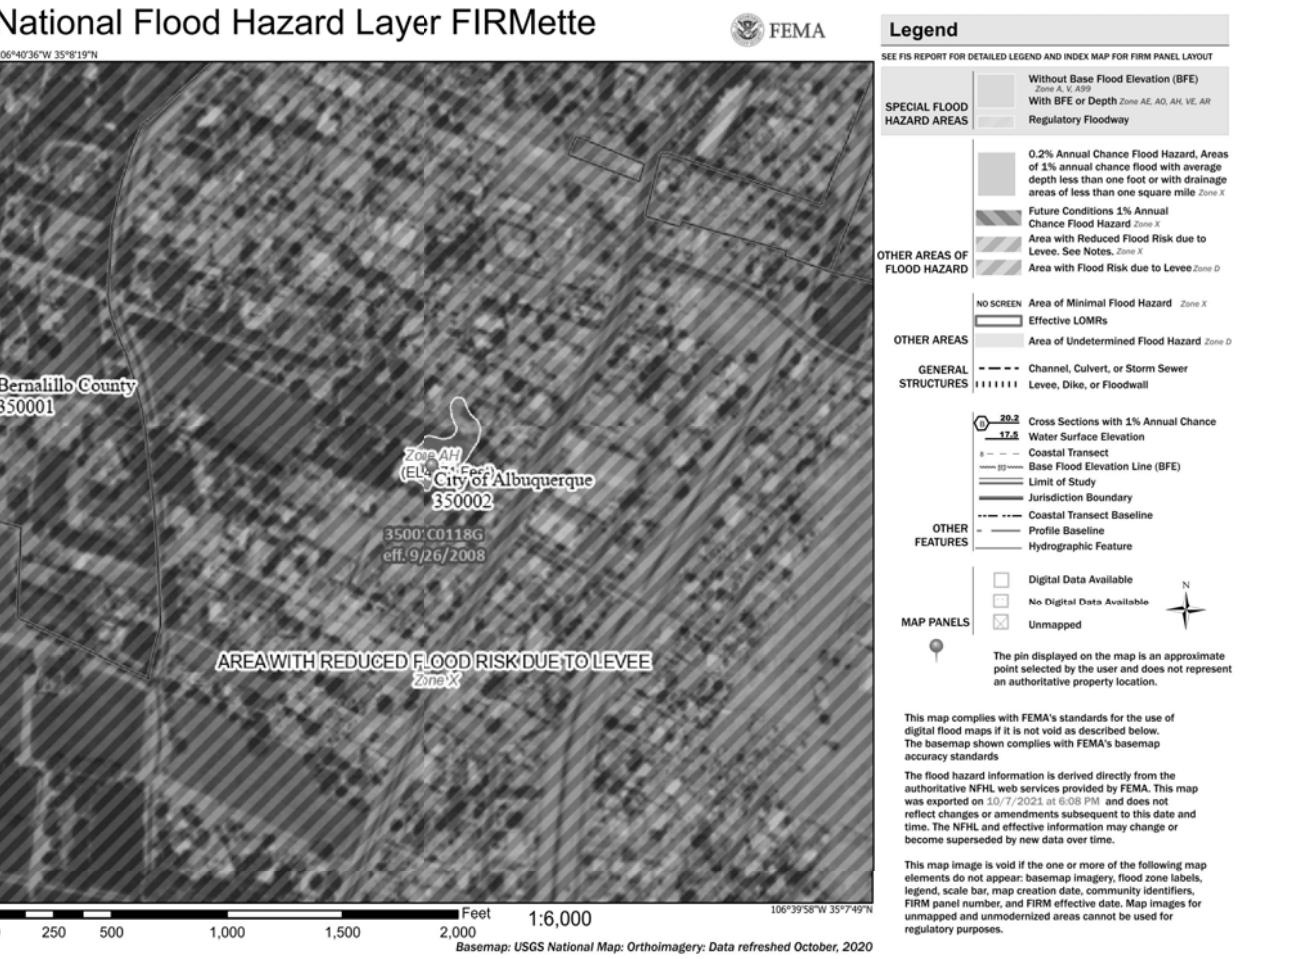 National Flood Hazard Layer FIRMette
FEMA
Legend
06°40'36"W 35°8'19"N
SEE FIS REPORT FOR DETAILED LEGEND AND INDEX MAP FOR FIRM PANEL LAYOUT
SPECIAL FLOOD
HAZARD AREAS
Without Base Flood Elevation (BFE)
Zone A, V, A99
With BFE or Depth Zone AE, AO, AH, VE, AR
Regulatory Floodway
0.2% Annual Chance Flood Hazard, Areas
of 1% annual chance flood with average
depth less than one foot or with drainage
areas of less than one square mile Zone X
Future Conditions 1% Annual
Chance Flood Hazard Zone X
Area with Reduced Flood Risk due to
Levee. See Notes. Zone X
Area with Flood Risk due to Levee Zone D
OTHER AREAS OF
FLOOD HAZARD
NO SCREEN Area of Minimal Flood Hazard Zone X
Effective LOMRs
OTHER AREAS
Area of Undetermined Flood Hazard Zone D
GENERAL
STRUCTURES
Channel, Culvert, or Storm Sewer
Levee, Dike, or Floodwall
B 20.2 Cross Sections with 1% Annual Chance
17.5 Water Surface Elevation
8 Coastal Transect
513 Base Flood Elevation Line (BFE)
Limit of Study
Jurisdiction Boundary
Coastal Transect Baseline
OTHER
FEATURES
Profile Baseline
Hydrographic Feature
Digital Data Available
No Digital Data Available
N
MAP PANELS
Unmapped
The pin displayed on the map is an approximate
point selected by the user and does not represent
an authoritative property location.
This map complies with FEMA's standards for the use of
digital flood maps if it is not void as described below.
The basemap shown complies with FEMA's basemap
accuracy standards
The flood hazard information is derived directly from the
authoritative NFHL web services provided by FEMA. This map
was exported on 10/7/2021 at 6:08 PM and does not
reflect changes or amendments subsequent to this date and
time. The NFHL and effective information may change or
become superseded by new data over time.
This map image is void if the one or more of the following map
elements do not appear: basemap imagery, flood zone labels,
legend, scale bar, map creation date, community identifiers,
FIRM panel number, and FIRM effective date. Map images for
unmapped and unmodernized areas cannot be used for
regulatory purposes.
Bernalillo County
350001
Zone AH
City of Albuquerque
350002
35001C0118G
eff. 9/26/2008
AREA WITH REDUCED FLOOD RISK DUE TO LEVEE
Zone X
106°39'58"W 35°7'49"N
Feet
1:6,000
250 500 1,000 1,500 2,000
Basemap: USGS National Map: Orthoimagery: Data refreshed October, 2020